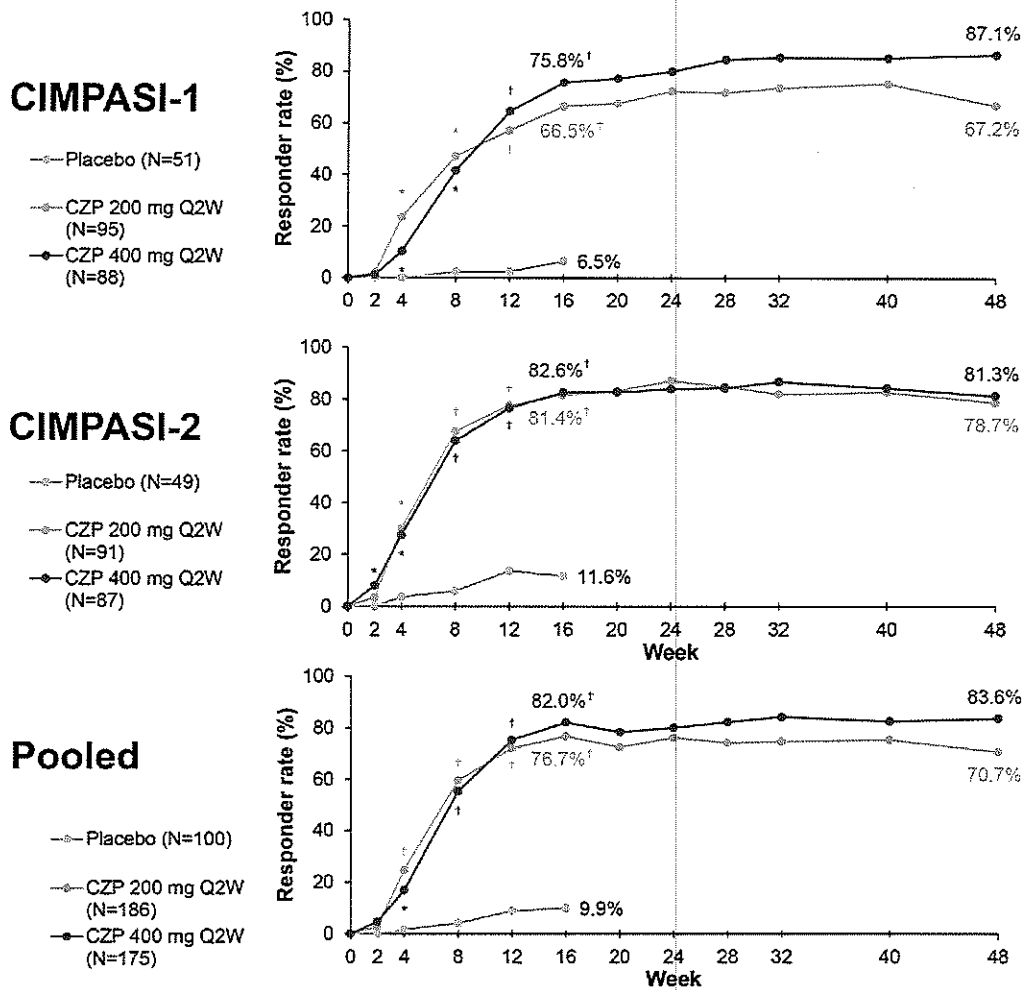 CIMPASI-1
Placebo (N=51)
CZP 200 mg Q2W
(N=95)
CZP 400 mg Q2W
(N=88)
Responder rate (%)
100
80
60
40
20
0
75.8%†
66.5%†
6.5%
87.1%
67.2%
0 2 4 8 12 16 20 24 28 32 40 48
CIMPASI-2
Placebo (N=49)
CZP 200 mg Q2W
(N=91)
CZP 400 mg Q2W
(N=87)
Responder rate (%)
100
80
60
40
20
0
82.6%†
81.4%†
11.6%
81.3%
78.7%
0 2 4 8 12 16 20 24 28 32 40 48
Week
Pooled
Placebo (N=100)
CZP 200 mg Q2W
(N=186)
CZP 400 mg Q2W
(N=175)
Responder rate (%)
100
80
60
40
20
0
82.0%†
76.7%†
9.9%
83.6%
70.7%
0 2 4 8 12 16 20 24 28 32 40 48
Week